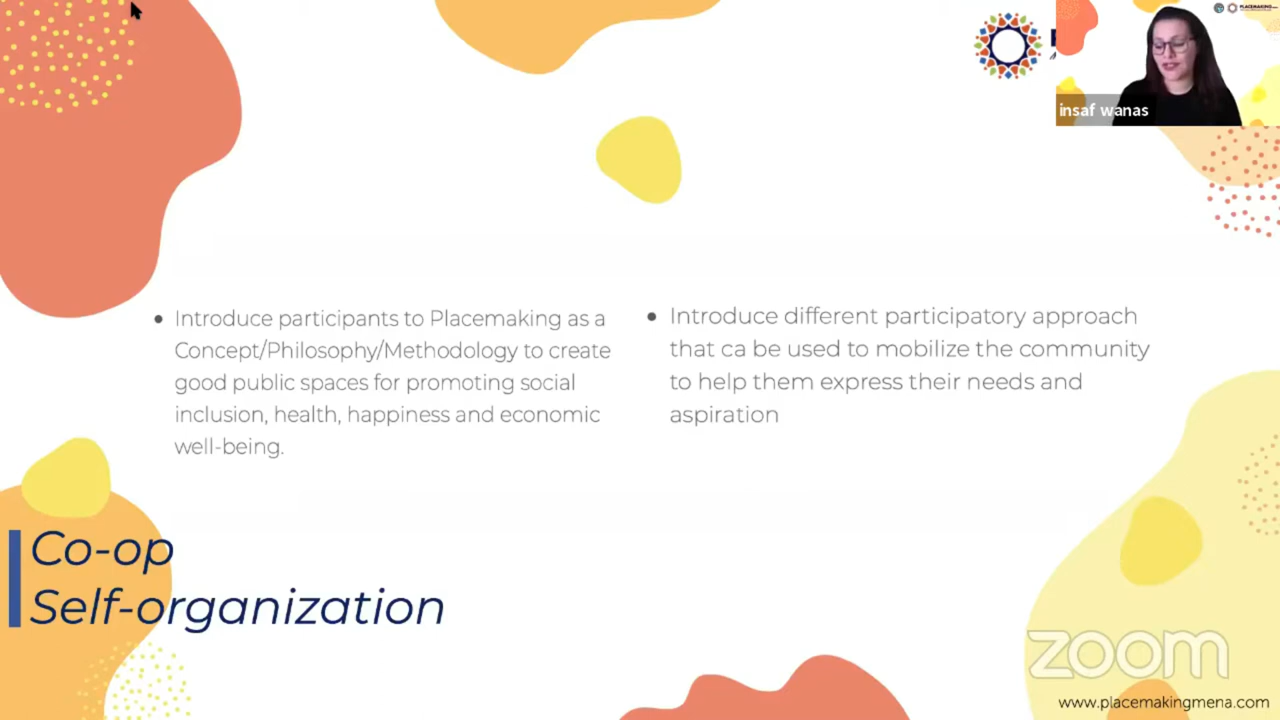 PLACEMAKING
insaf wanas
• Introduce participants to Placemaking as a
Concept/Philosophy/Methodology to create
good public spaces for promoting social
inclusion, health, happiness and economic
well-being.
• Introduce different participatory approach
that ca be used to mobilize the community
to help them express their needs and
aspiration
Co-op
Self-organization
zoom
www.placemakingmena.com